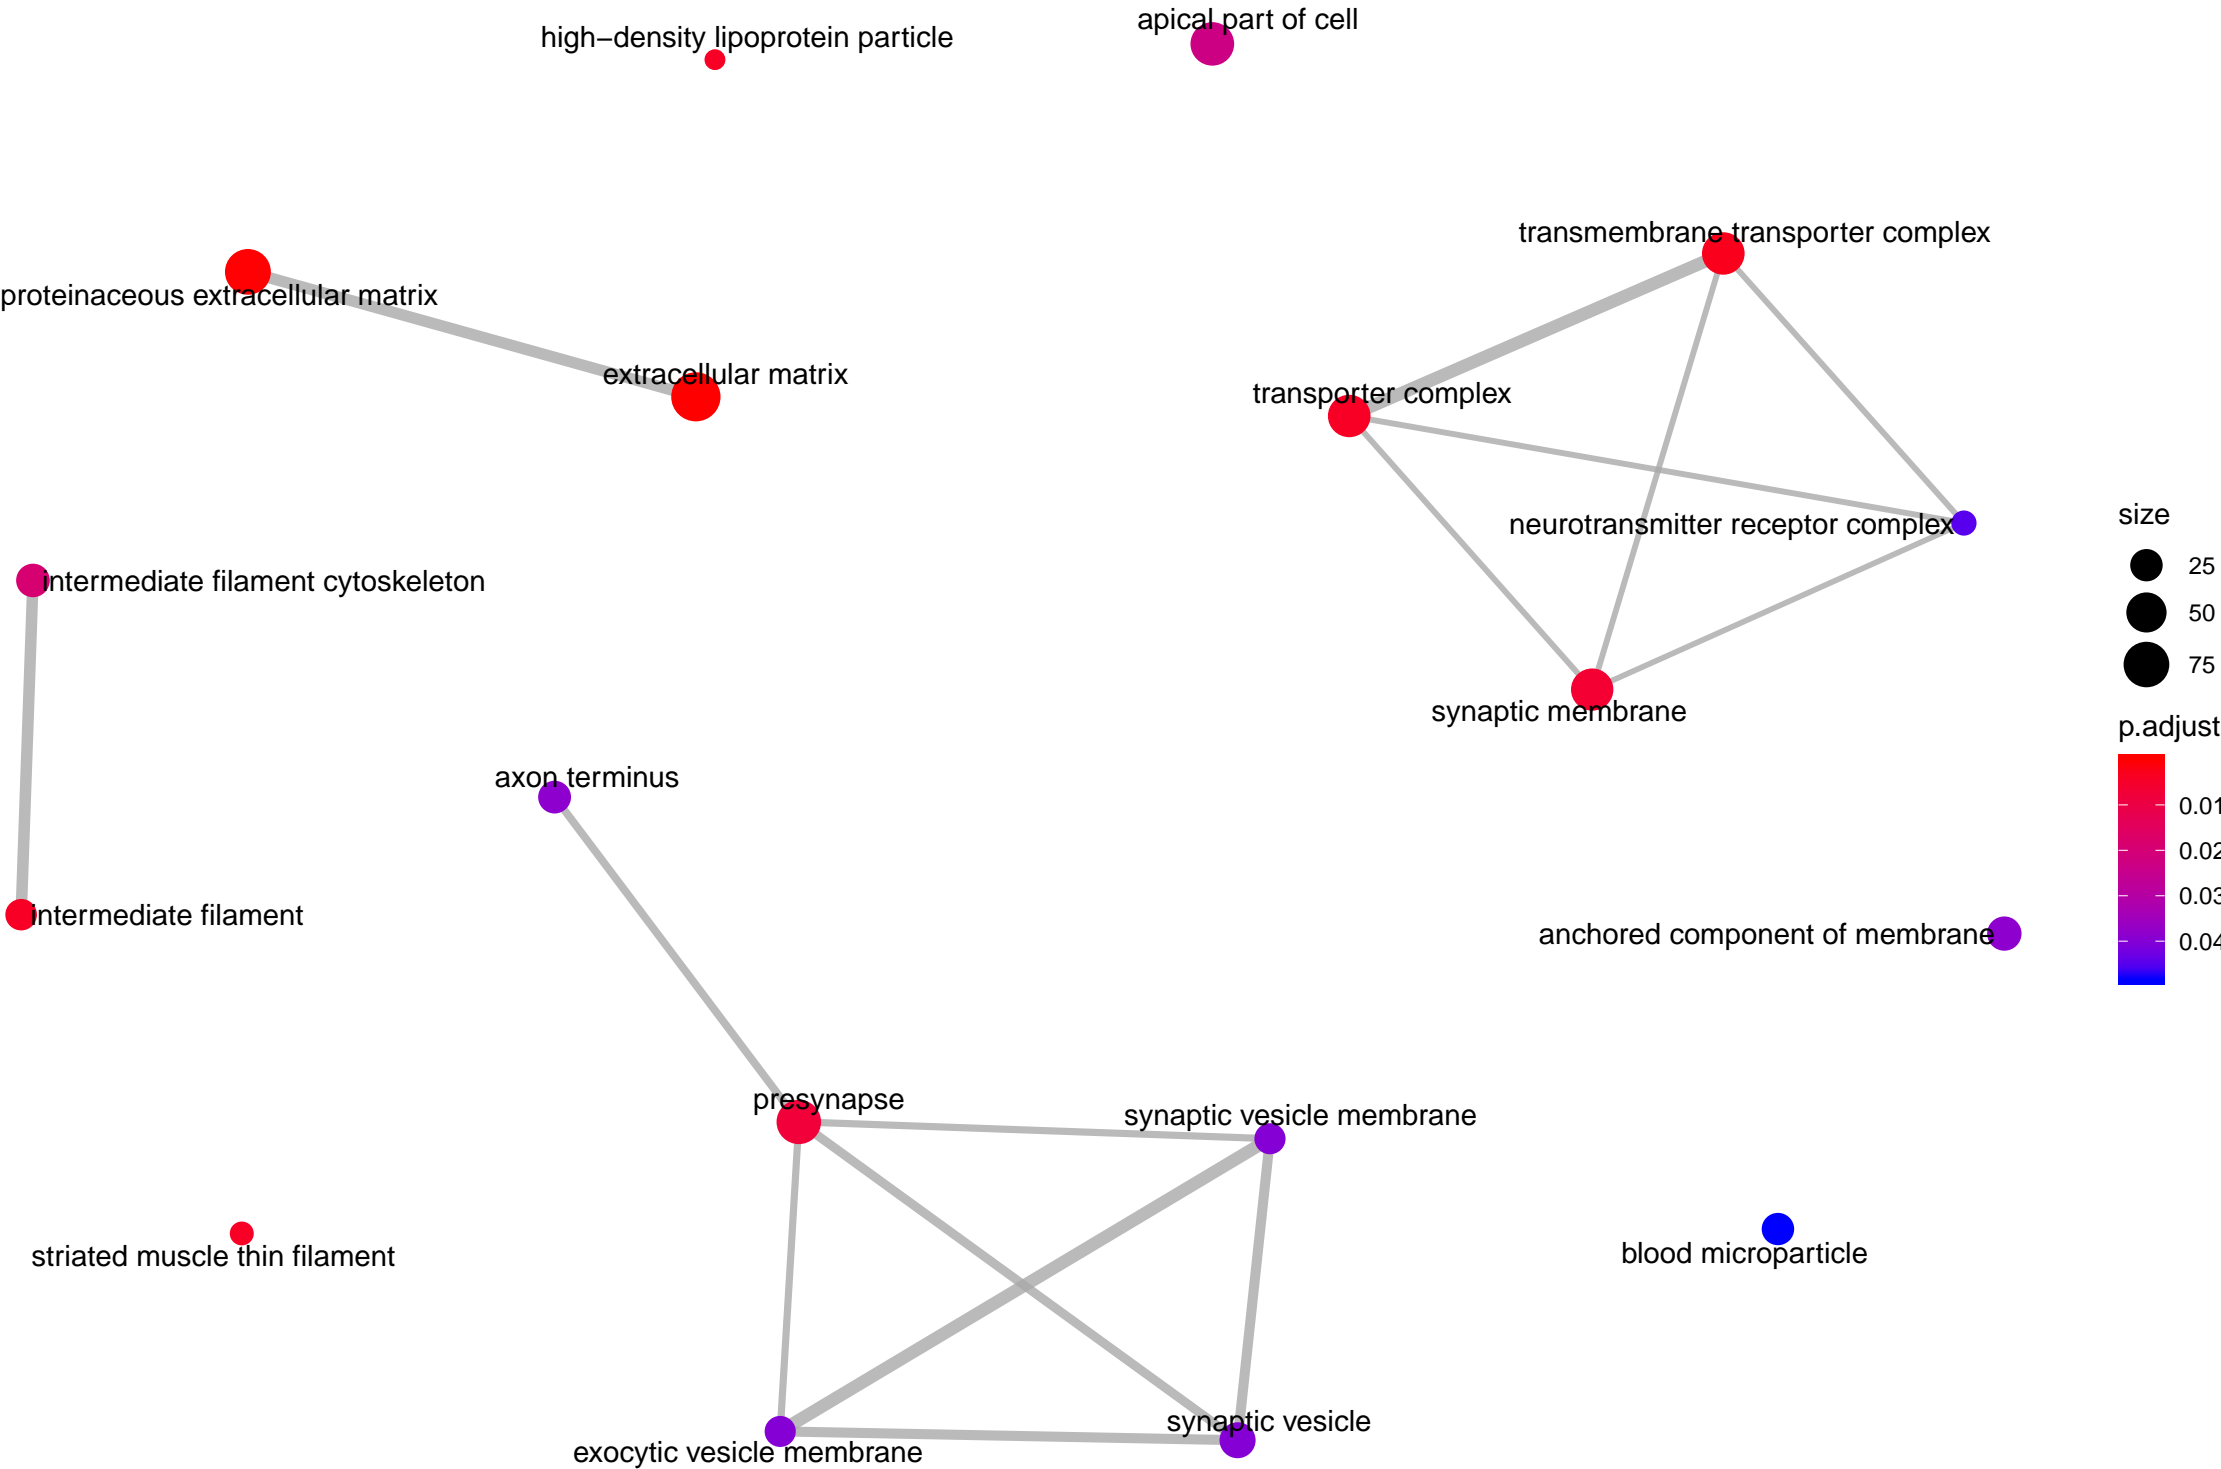 apical part of cell
high−density lipoprotein particle
transmembrane transporter complex
proteinaceous extracellular matrix
extracellular matrix
transporter complex
neurotransmitter receptor complex
intermediate filament cytoskeleton
synaptic membrane
axon terminus
intermediate filament
anchored component of membrane
presynapse
synaptic vesicle membrane
striated muscle thin filament
blood microparticle
synaptic vesicle
exocytic vesicle membrane
size
25
50
75
p.adjust
0.01
0.02
0.03
0.04